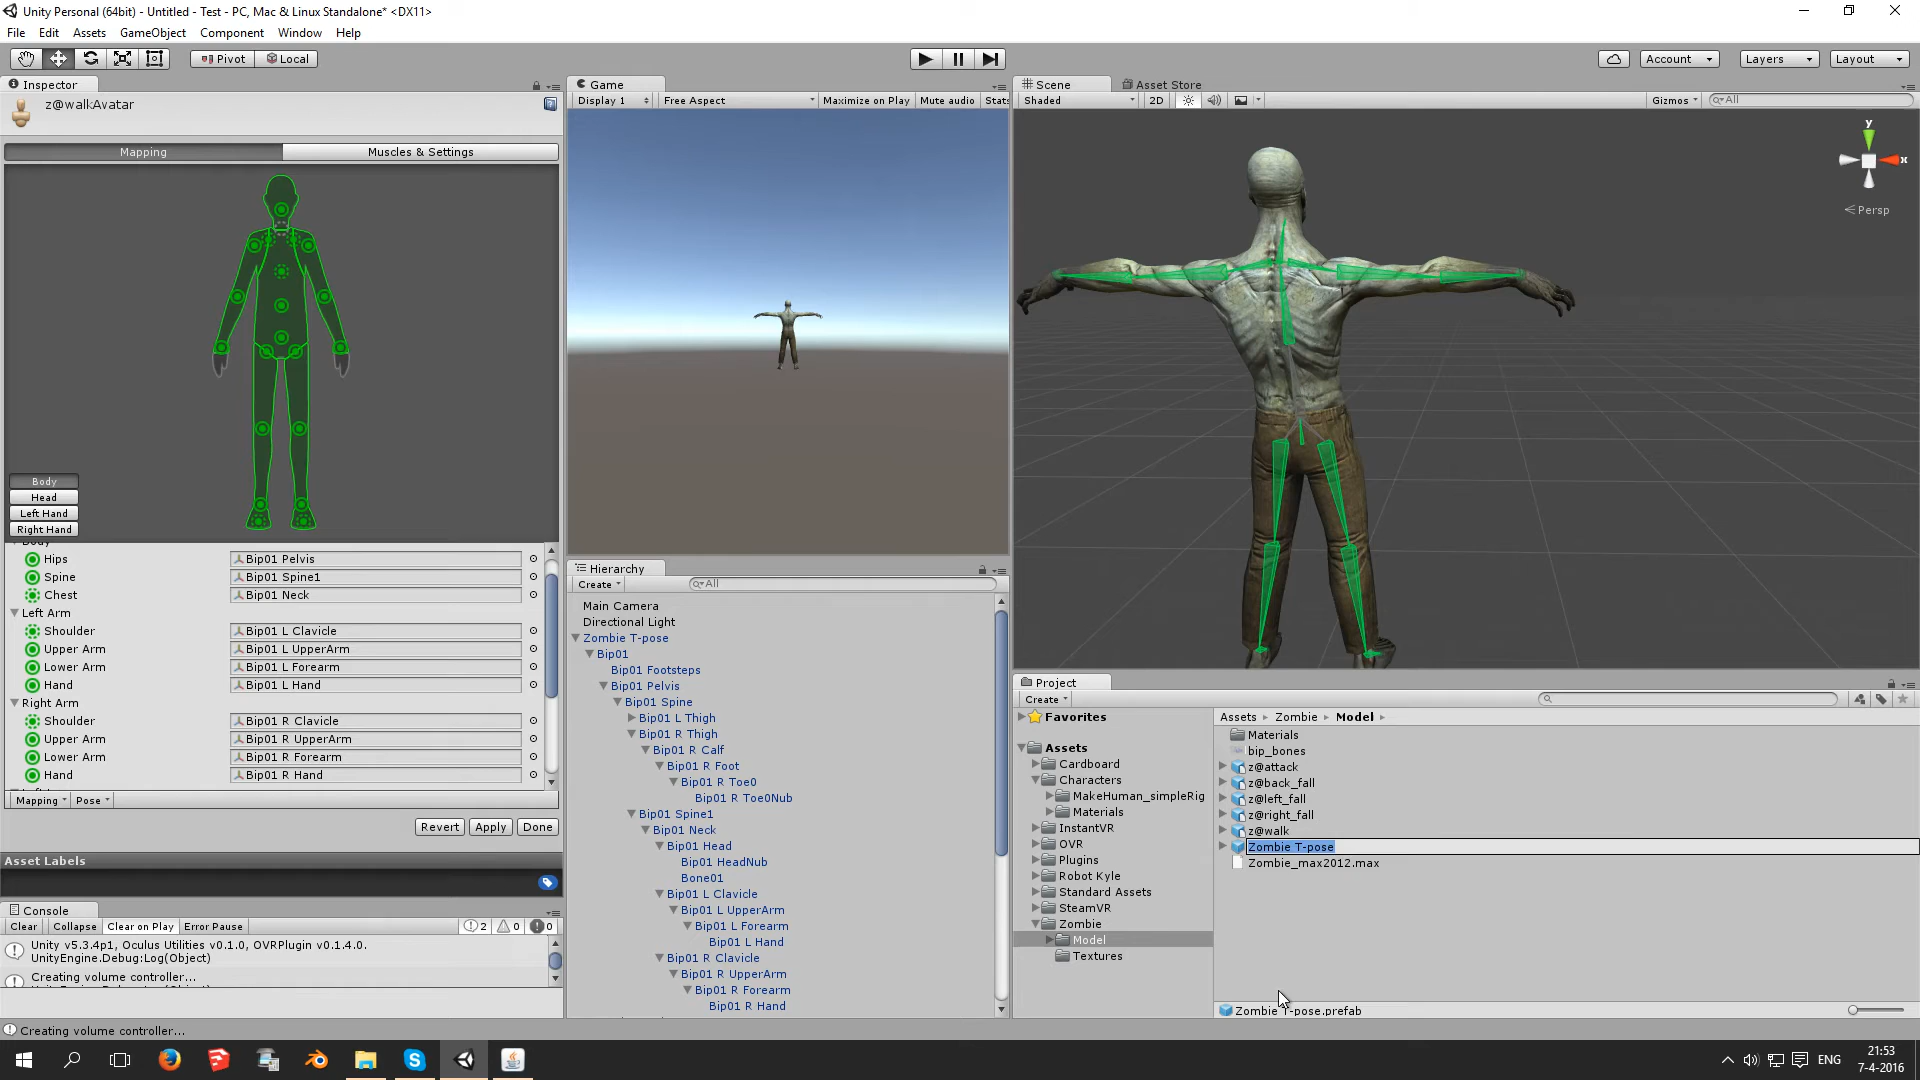 Unity Personal (64bit) - Untitled - Test - PC, Mac & Linux Standalone* <DX11>
File Edit Assets GameObject Component Window Help
Pivot Local Account Layers Layout
Inspector
z@walkAvatar
Mapping Muscles & Settings
Body
Head
Left Hand
Right Hand
Hips Bip01 Pelvis
Spine Bip01 Spine1
Chest Bip01 Neck
Left Arm
Shoulder Bip01 L Clavicle
Upper Arm Bip01 L UpperArm
Lower Arm Bip01 L Forearm
Hand Bip01 L Hand
Right Arm
Shoulder Bip01 R Clavicle
Upper Arm Bip01 R UpperArm
Lower Arm Bip01 R Forearm
Hand Bip01 R Hand
Mapping Pose
Revert Apply Done
Asset Labels
Console
Clear Collapse Clear on Play Error Pause 2 0 0
Unity v5.3.4p1, Oculus Utilities v0.1.0, OVRPlugin v0.1.4.0.
UnityEngine.Debug:Log(Object)
Creating volume controller...
Creating volume controller...
Game
Display 1 Free Aspect Maximize on Play Mute audio Stats
Hierarchy
Create All
Main Camera
Directional Light
Zombie T-pose
Bip01
Bip01 Footsteps
Bip01 Pelvis
Bip01 Spine
Bip01 L Thigh
Bip01 R Thigh
Bip01 R Calf
Bip01 R Foot
Bip01 R Toe0
Bip01 R Toe0Nub
Bip01 Spine1
Bip01 Neck
Bip01 Head
Bip01 HeadNub
Bone01
Bip01 L Clavicle
Bip01 L UpperArm
Bip01 L Forearm
Bip01 L Hand
Bip01 R Clavicle
Bip01 R UpperArm
Bip01 R Forearm
Bip01 R Hand
Scene Asset Store
Shaded 2D Gizmos All
y
x
Persp
Project
Create
Favorites
Assets
Cardboard
Characters
MakeHuman_simpleRig
Materials
InstantVR
OVR
Plugins
Robot Kyle
Standard Assets
SteamVR
Zombie
Model
Textures
Assets Zombie Model
Materials
bip_bones
z@attack
z@back_fall
z@left_fall
z@right_fall
z@walk
Zombie T-pose
Zombie_max2012.max
Zombie T-pose.prefab
ENG
21:53
7-4-2016